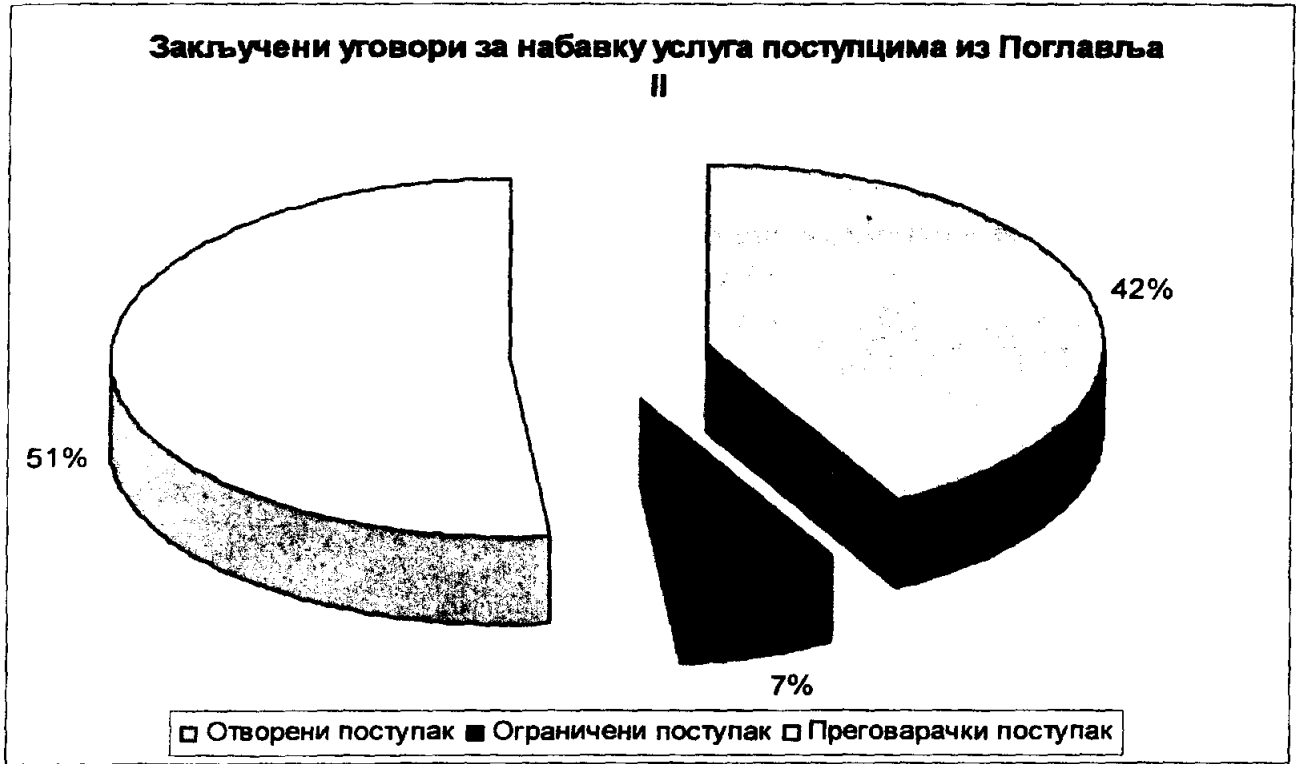 Закључени уговори за набавку услуга поступцима из Поглавља
II
42%
51%
7%
Отворени поступак Ограничени поступак Преговарачки поступак